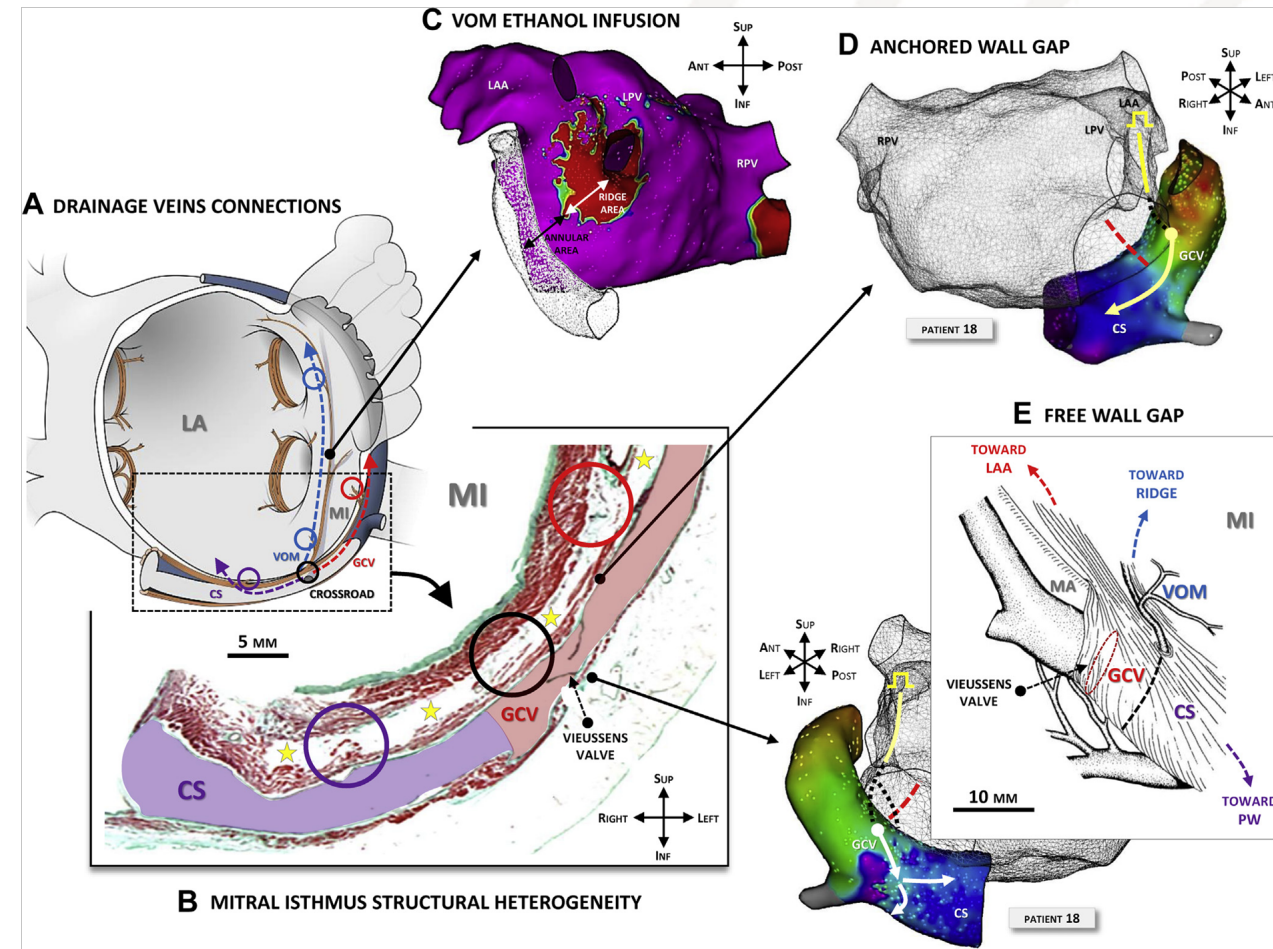 A DRAINAGE VEINS CONNECTIONS
LA
MI
VOM
GCV
CS
CROSSROAD
C VOM ETHANOL INFUSION
SUP
ANT
POST
INF
LAA
LPV
RPV
RIDGE
AREA
ANNULAR
AREA
D ANCHORED WALL GAP
SUP
POST
LEFT
RIGHT
ANT
INF
LAA
LPV
RPV
GCV
CS
PATIENT 18
MI
5 MM
CS
GCV
VIEUSSENS
VALVE
SUP
RIGHT
LEFT
INF
B MITRAL ISTHMUS STRUCTURAL HETEROGENEITY
E FREE WALL GAP
TOWARD
LAA
TOWARD
RIDGE
MI
MA
VOM
GCV
VIEUSSENS
VALVE
CS
10 MM
TOWARD
PW
SUP
ANT
RIGHT
LEFT
POST
INF
GCV
CS
PATIENT 18